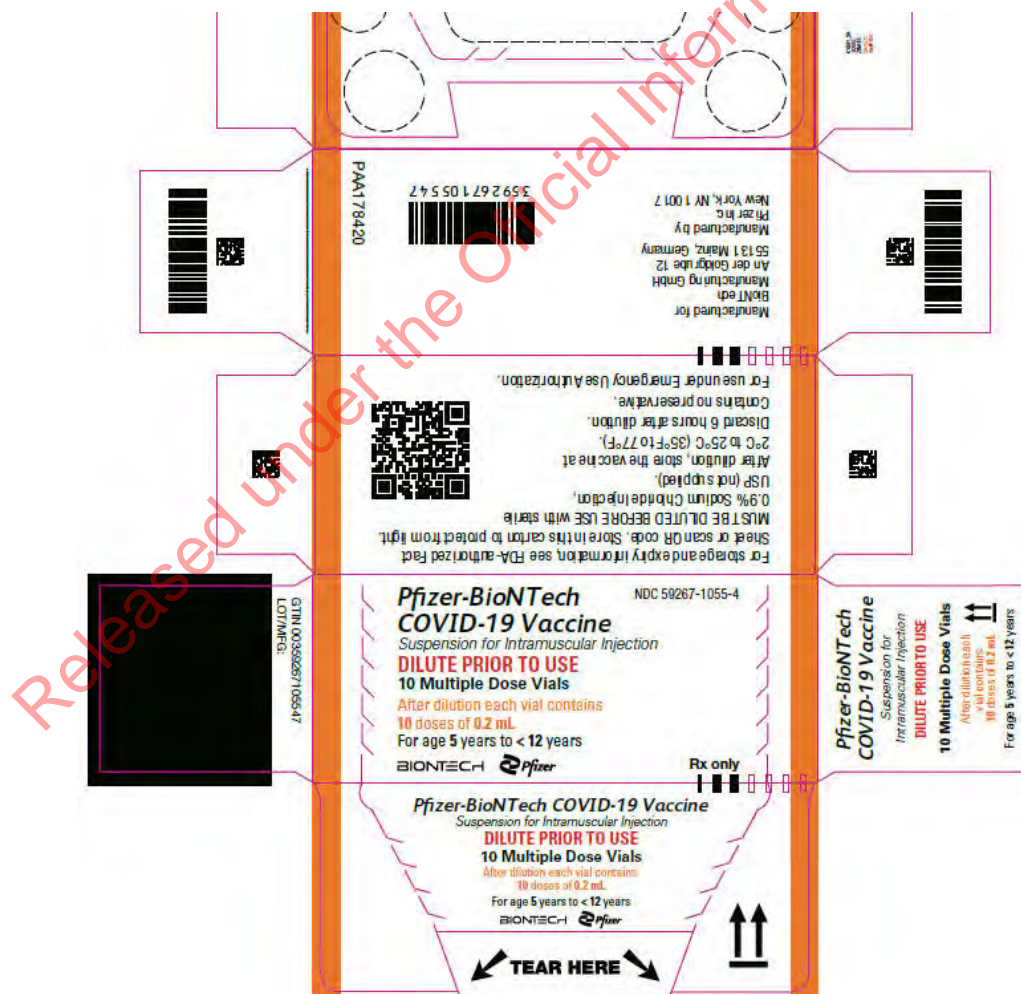 Released under the Official Inform
PAA178420
3 59267 10554 7
Manufactured for
BioNTech
Manufacturing GmbH
An der Goldgrube 12
55131 Mainz, Germany
Manufactured by
Pfizer Inc.
New York, NY 10017
For storage and expiry information, see FDA-authorized Fact
Sheet or scan QR code. Store in this carton to protect from light.
MUST BE DILUTED BEFORE USE with sterile
0.9% Sodium Chloride Injection,
USP (not supplied).
After dilution, store the vaccine at
2°C to 25°C (35°F to 77°F).
Discard 6 hours after dilution.
Contains no preservative.
For use under Emergency Use Authorization.
GTIN 00359267105547
LOT/MFG:
Pfizer-BioNTech
COVID-19 Vaccine
NDC 59267-1055-4
Suspension for Intramuscular Injection
DILUTE PRIOR TO USE
10 Multiple Dose Vials
After dilution each vial contains
10 doses of 0.2 mL
For age 5 years to < 12 years
BIONTECH Pfizer
Rx only
Pfizer-BioNTech
COVID-19 Vaccine
Suspension for
Intramuscular Injection
DILUTE PRIOR TO USE
10 Multiple Dose Vials
After dilution each
vial contains
10 doses of 0.2 mL
For age 5 years to <12 years
Pfizer-BioNTech COVID-19 Vaccine
Suspension for Intramuscular Injection
DILUTE PRIOR TO USE
10 Multiple Dose Vials
After dilution each vial contains
10 doses of 0.2 mL
For age 5 years to < 12 years
BIONTECH Pfizer
TEAR HERE